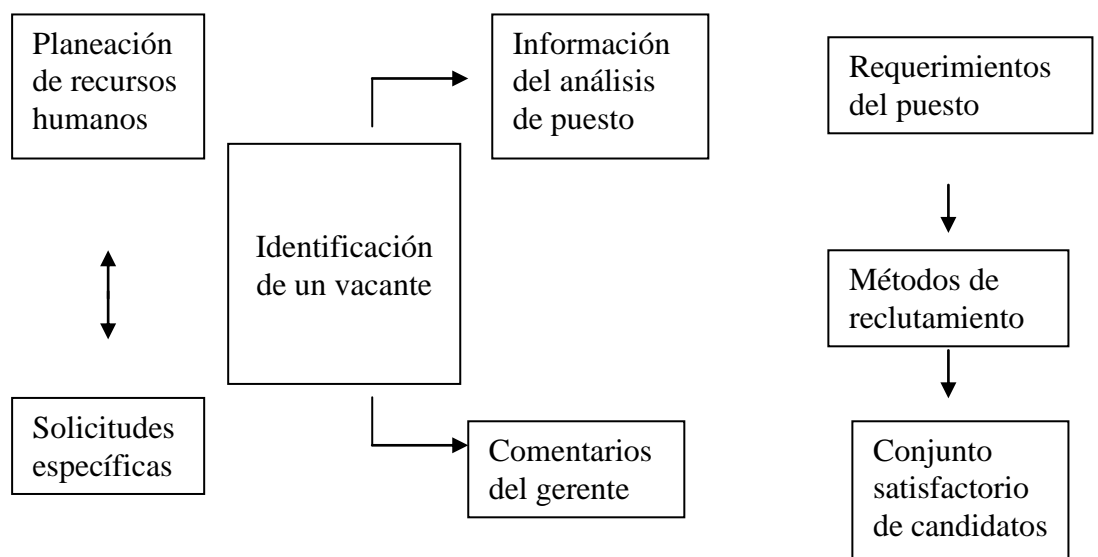 Planeación
de recursos
humanos
Información
del análisis
de puesto
Requerimientos
del puesto
Identificación
de un vacante
Métodos de
reclutamiento
Solicitudes
específicas
Comentarios
del gerente
Conjunto
satisfactorio
de candidatos